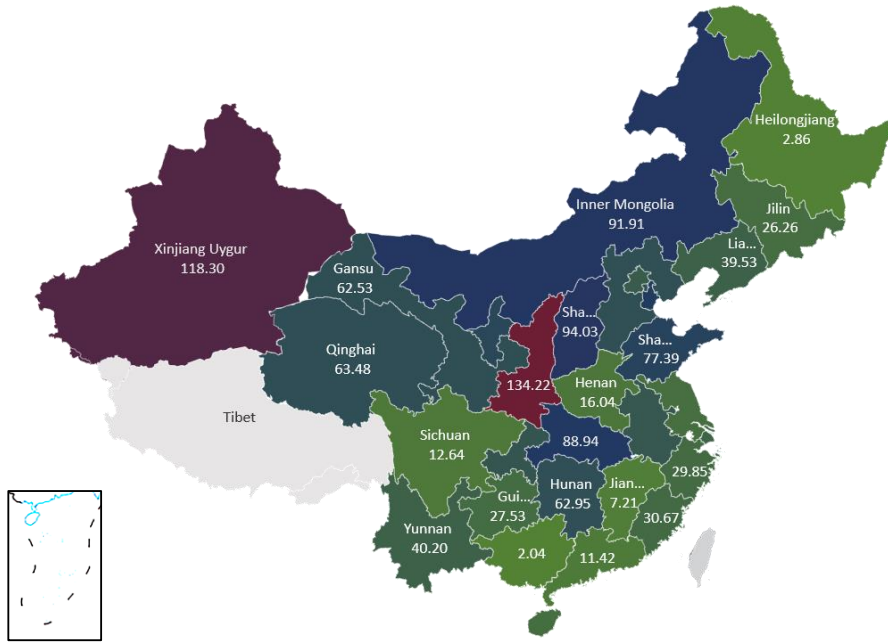 Heilongjiang
2.86
Inner Mongolia
91.91
Jilin
26.26
Lia...
39.53
Xinjiang Uygur
118.30
Gansu
62.53
Sha...
94.03
Sha...
77.39
Qinghai
63.48
134.22
Henan
16.04
Tibet
Sichuan
12.64
88.94
29.85
Hunan
62.95
Jian...
7.21
Gui...
27.53
30.67
Yunnan
40.20
2.04
11.42